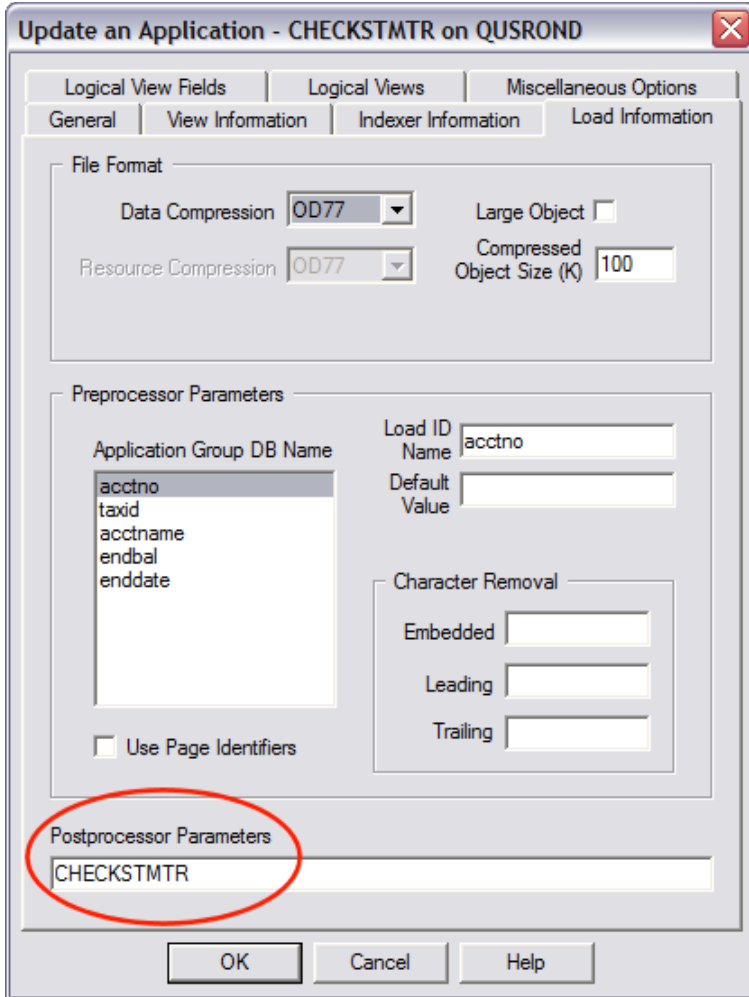 Update an Application - CHECKSTMTR on QUSROND
Logical View Fields Logical Views Miscellaneous Options
General View Information Indexer Information Load Information
File Format
Data Compression OD77 Large Object
Resource Compression OD77 Compressed
Object Size (K) 100
Preprocessor Parameters
Application Group DB Name
acctno
taxid
acctname
endbal
enddate
Use Page Identifiers
Load ID
Name acctno
Default
Value
Character Removal
Embedded
Leading
Trailing
Postprocessor Parameters
CHECKSTMTR
OK Cancel Help